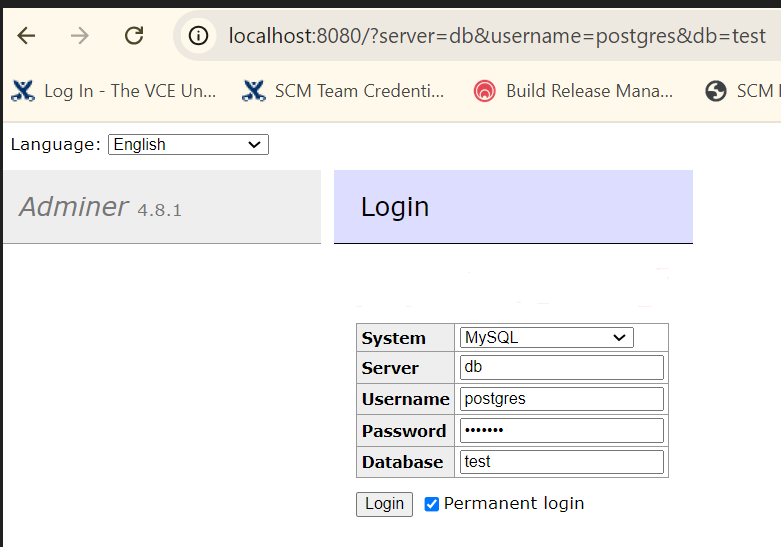 localhost:8080/?server=db&username=postgres&db=test
Log In - The VCE Un... SCM Team Credenti... Build Release Mana... SCM
Language: English
Adminer 4.8.1
Login
System MySQL
Server db
Username postgres
Password •••••••
Database test
Login Permanent login